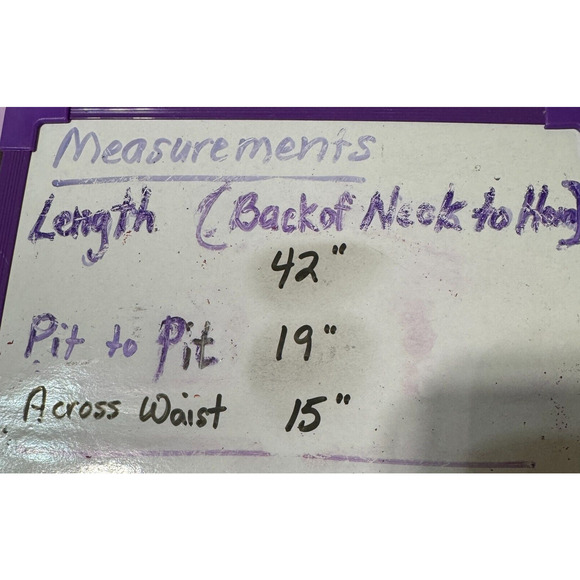 Measurements
Length (Back of Neck to Hem)
42"
Pit to Pit 19"
Across Waist 15"